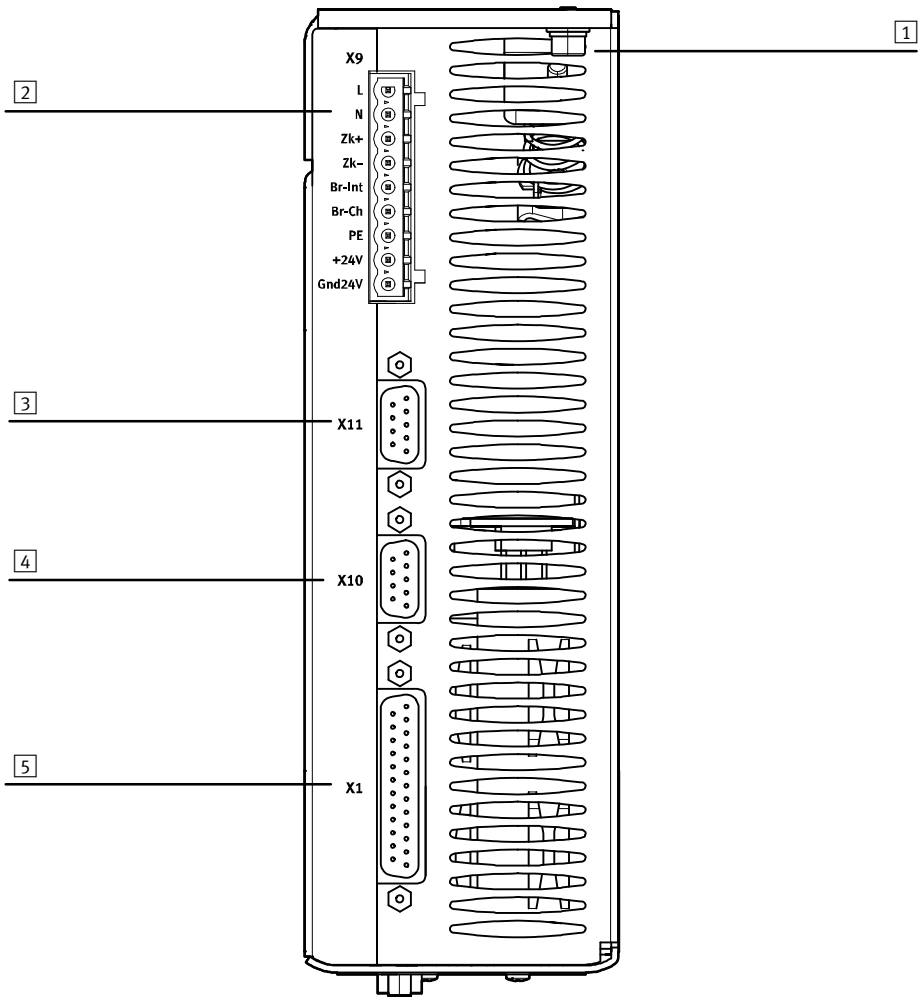 1
X9
2
L
N
Zk+
Zk–
Br-Int
Br-Ch
PE
+24V
Gnd24V
3
X11
4
X10
5
X1